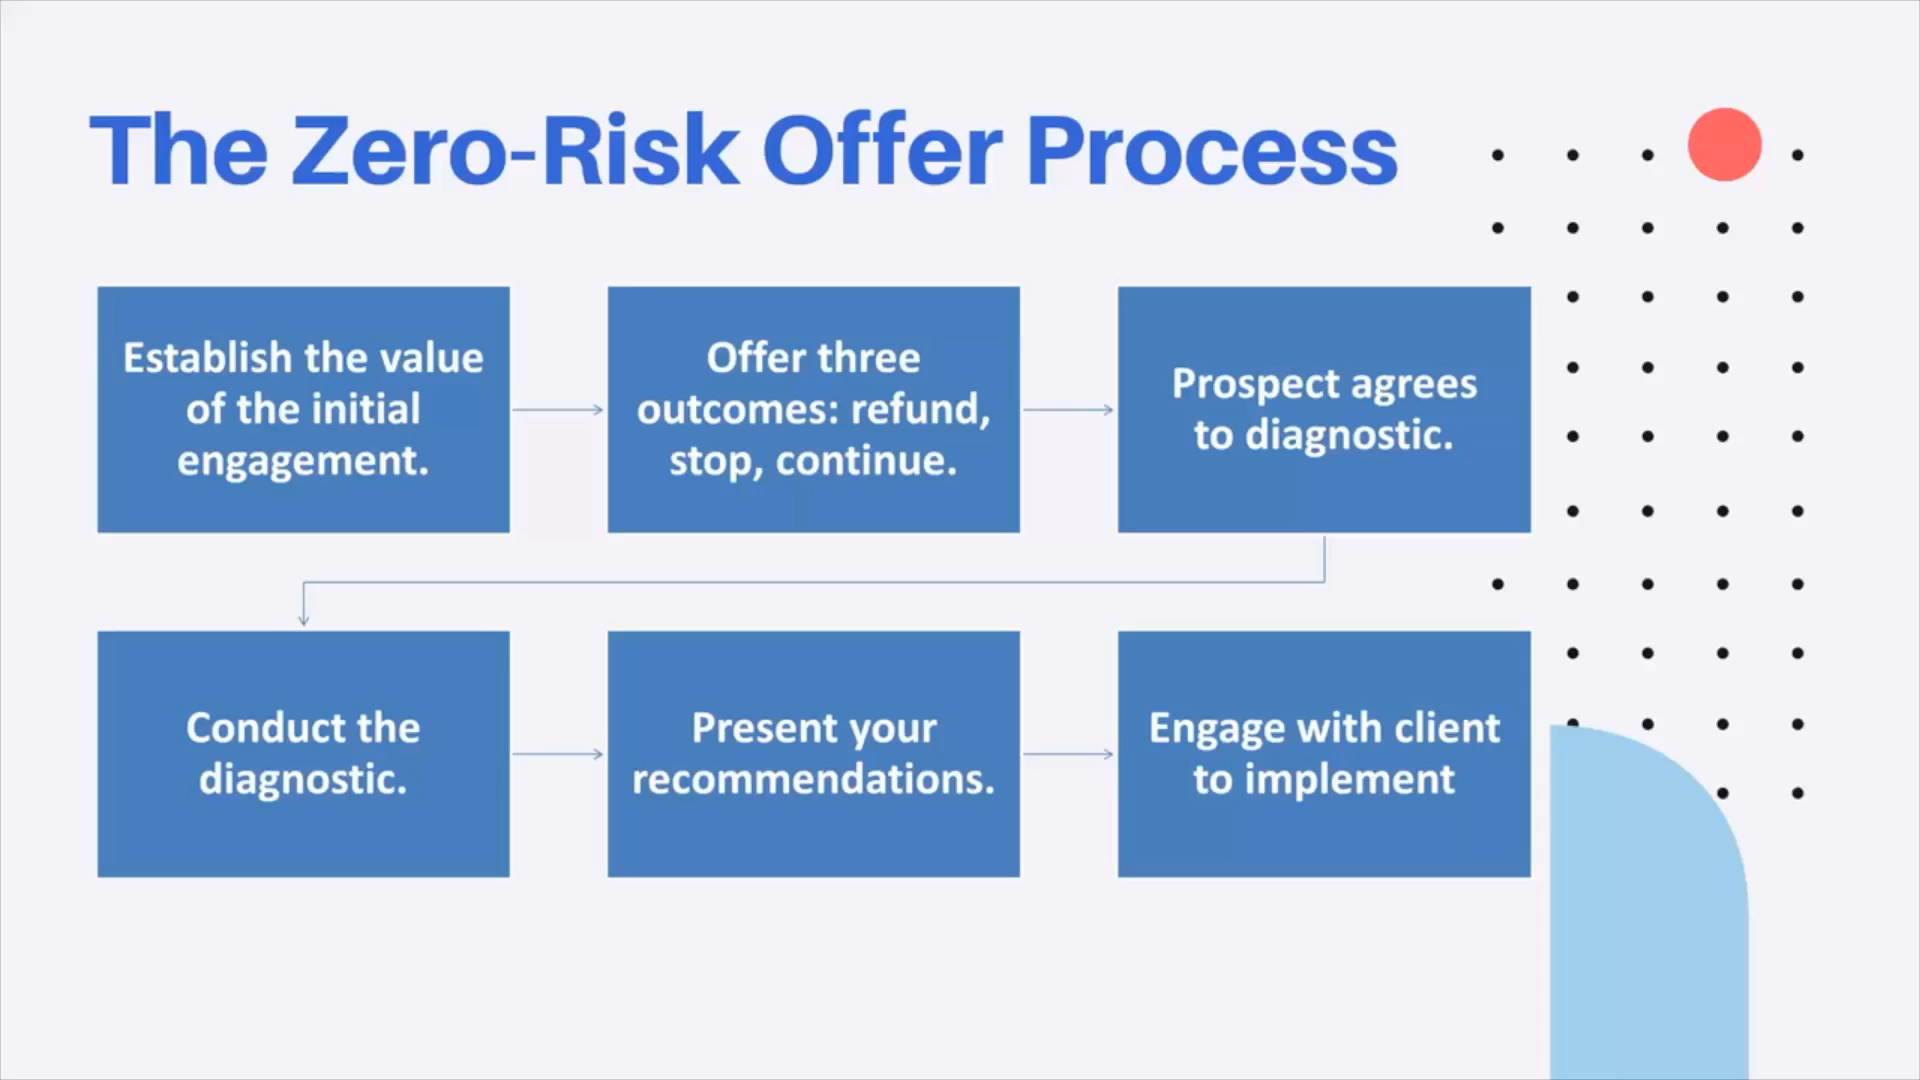 The Zero-Risk Offer Process
Establish the value
of the initial
engagement.
Offer three
outcomes: refund,
stop, continue.
Prospect agrees
to diagnostic.
Conduct the
diagnostic.
Present your
recommendations.
Engage with client
to implement